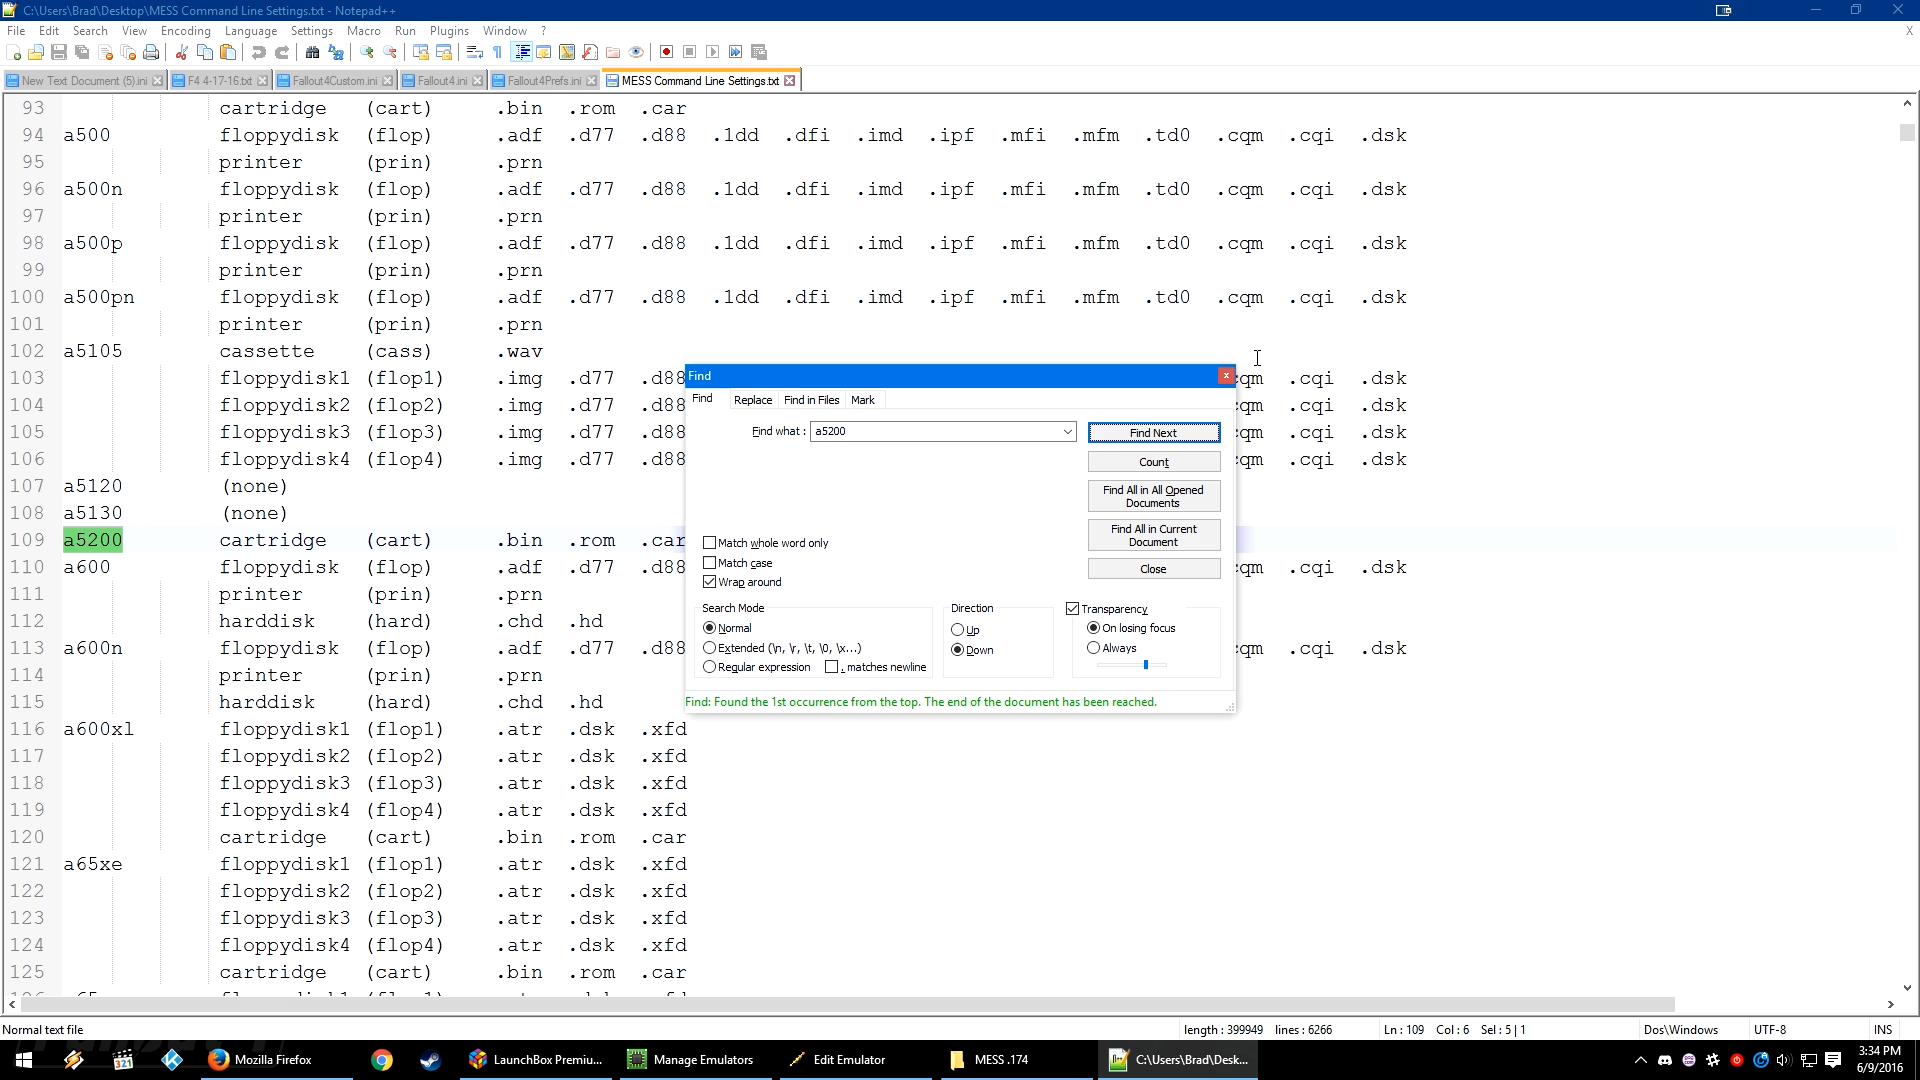 C:\Users\Brad\Desktop\MESS Command Line Settings.txt - Notepad++
File Edit Search View Encoding Language Settings Macro Run Plugins Window ? X
New Text Document (5).ini F4 4-17-16.txt Fallout4Custom.ini Fallout4.ini Fallout4Prefs.ini MESS Command Line Settings.txt
93 cartridge (cart) .bin .rom .car
94 a500 floppydisk (flop) .adf .d77 .d88 .1dd .dfi .imd .ipf .mfi .mfm .td0 .cqm .cqi .dsk
95 printer (prin) .prn
96 a500n floppydisk (flop) .adf .d77 .d88 .1dd .dfi .imd .ipf .mfi .mfm .td0 .cqm .cqi .dsk
97 printer (prin) .prn
98 a500p floppydisk (flop) .adf .d77 .d88 .1dd .dfi .imd .ipf .mfi .mfm .td0 .cqm .cqi .dsk
99 printer (prin) .prn
100 a500pn floppydisk (flop) .adf .d77 .d88 .1dd .dfi .imd .ipf .mfi .mfm .td0 .cqm .cqi .dsk
101 printer (prin) .prn
102 a5105 cassette (cass) .wav
103 floppydisk1 (flop1) .img .d77 .d88 cqm .cqi .dsk
104 floppydisk2 (flop2) .img .d77 .d88 cqm .cqi .dsk
105 floppydisk3 (flop3) .img .d77 .d88 cqm .cqi .dsk
106 floppydisk4 (flop4) .img .d77 .d88 cqm .cqi .dsk
107 a5120 (none)
108 a5130 (none)
109 a5200 cartridge (cart) .bin .rom .car
110 a600 floppydisk (flop) .adf .d77 .d88 cqm .cqi .dsk
111 printer (prin) .prn
112 harddisk (hard) .chd .hd
113 a600n floppydisk (flop) .adf .d77 .d88 cqm .cqi .dsk
114 printer (prin) .prn
115 harddisk (hard) .chd .hd
116 a600xl floppydisk1 (flop1) .atr .dsk .xfd
117 floppydisk2 (flop2) .atr .dsk .xfd
118 floppydisk3 (flop3) .atr .dsk .xfd
119 floppydisk4 (flop4) .atr .dsk .xfd
120 cartridge (cart) .bin .rom .car
121 a65xe floppydisk1 (flop1) .atr .dsk .xfd
122 floppydisk2 (flop2) .atr .dsk .xfd
123 floppydisk3 (flop3) .atr .dsk .xfd
124 floppydisk4 (flop4) .atr .dsk .xfd
125 cartridge (cart) .bin .rom .car
Find
Find Replace Find in Files Mark
Find what : a5200
Find Next
Count
Find All in All Opened
Documents
Find All in Current
Document
Close
Match whole word only
Match case
Wrap around
Search Mode
Normal
Extended (\n, \r, \t, \0, \x...)
Regular expression . matches newline
Direction
Up
Down
Transparency
On losing focus
Always
Find: Found the 1st occurrence from the top. The end of the document has been reached.
Normal text file length : 399949 lines : 6266 Ln : 109 Col : 6 Sel : 5 | 1 Dos\Windows UTF-8 INS
321 Mozilla Firefox LaunchBox Premiu... Manage Emulators Edit Emulator MESS .174 C:\Users\Brad\Desk...
3:34 PM
6/9/2016